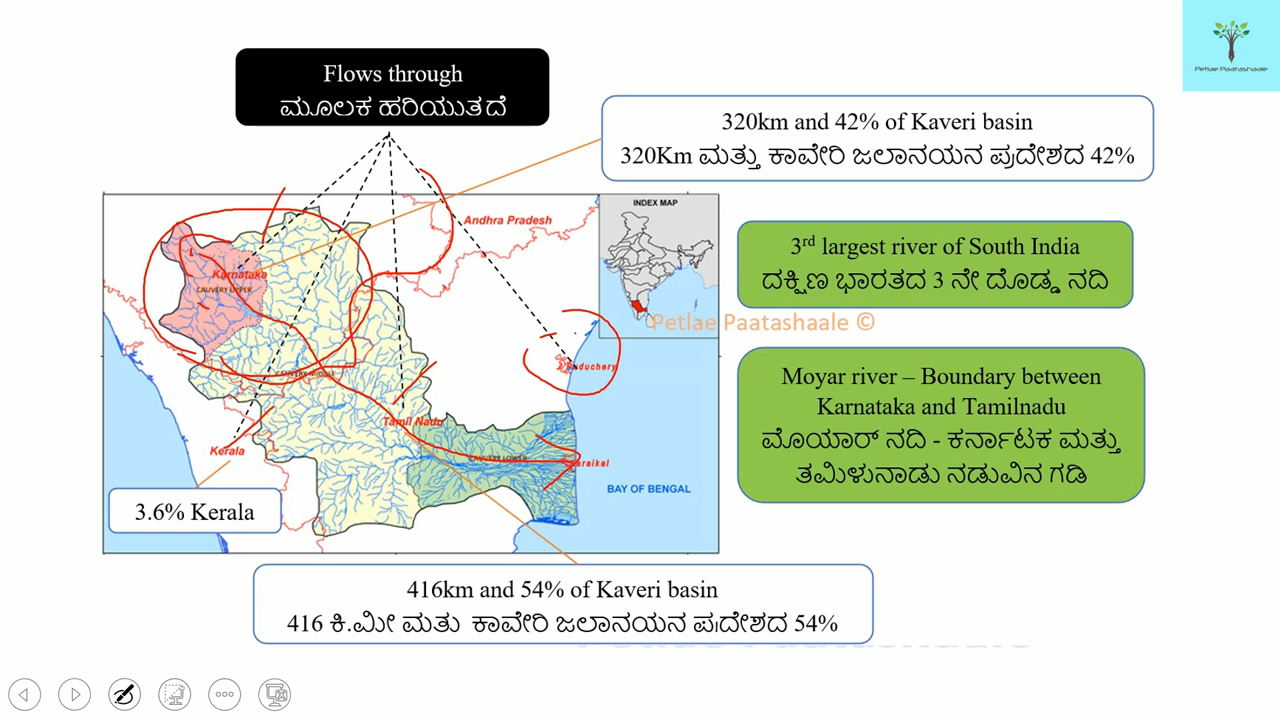 Petlae Paatashaale
Flows through
ಮೂಲಕ ಹರಿಯುತದೆ
320km and 42% of Kaveri basin
320Km ಮತ್ತು ಕಾವೇರಿ ಜಲಾನಯನ ಪ್ರದೇಶದ 42%
INDEX MAP
Andhra Pradesh
Karnataka
CAUVERY UPPER
3rd largest river of South India
ದಕ್ಷಿಣ ಭಾರತದ 3 ನೇ ದೊಡ್ಡ ನದಿ
Petlae Paatashaale ©
CAUVERY MIDDLE
Moyar river – Boundary between
Karnataka and Tamilnadu
ಮೊಯಾರ್ ನದಿ - ಕರ್ನಾಟಕ ಮತ್ತು
ತಮಿಳುನಾಡು ನಡುವಿನ ಗಡಿ
Tamil Nadu
Kerala
CAUVERY LOWER
Karaikal
BAY OF BENGAL
3.6% Kerala
416km and 54% of Kaveri basin
416 ಕಿ.ಮೀ ಮತು ಕಾವೇರಿ ಜಲಾನಯನ ಪ್ರದೇಶದ 54%